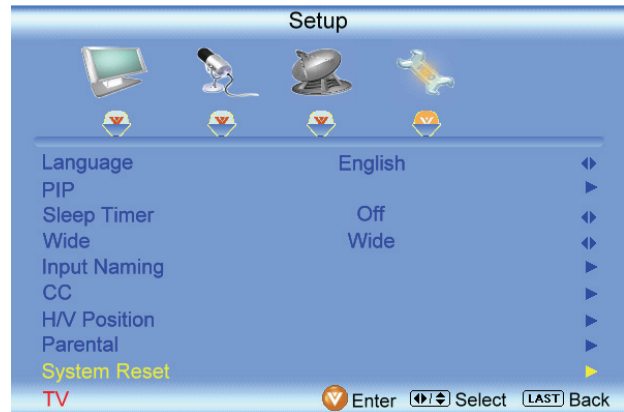 Setup
Language English
PIP
Sleep Timer Off
Wide Wide
Input Naming
CC
H/V Position
Parental
System Reset
TV Enter Select LAST Back